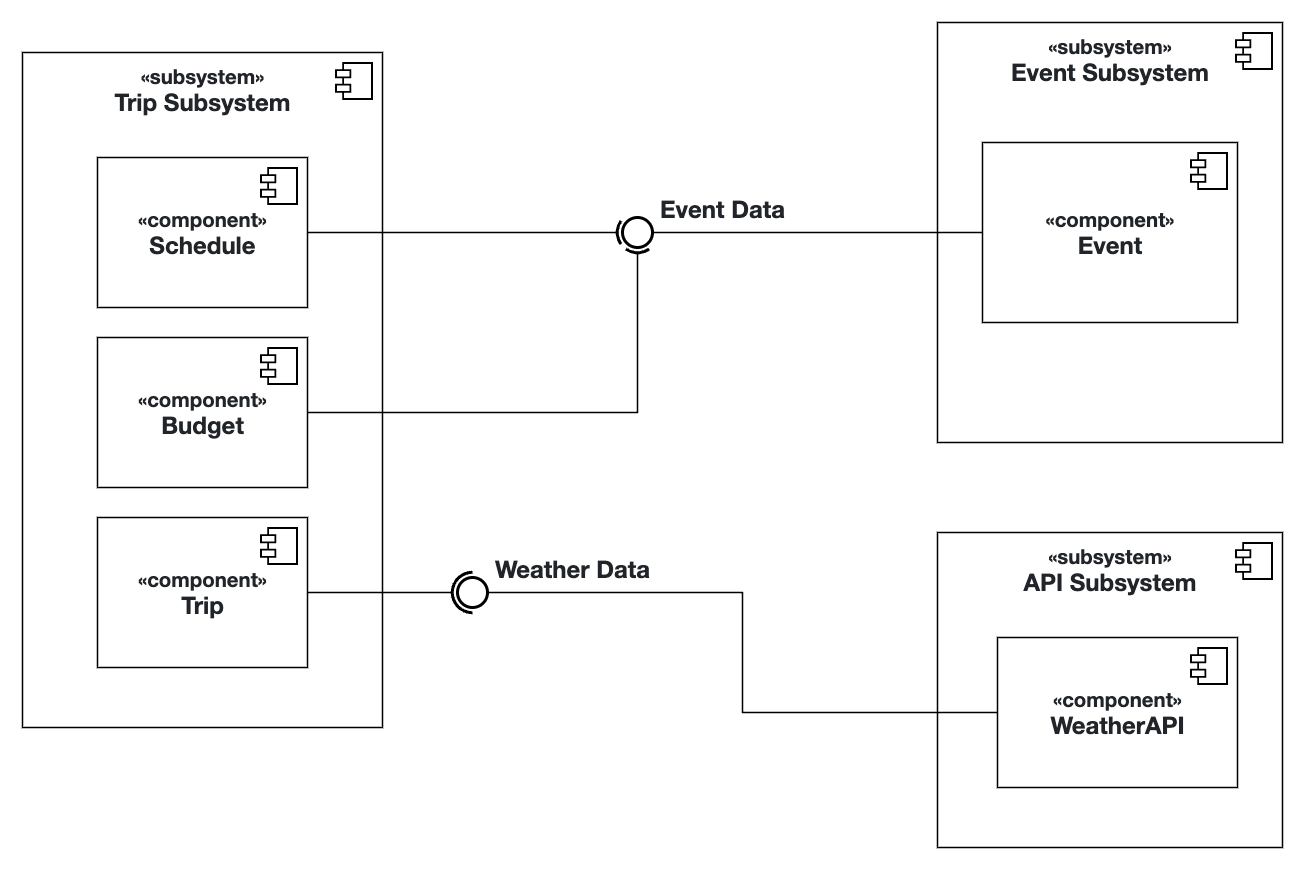 «subsystem»
Trip Subsystem
«component»
Schedule
«component»
Budget
«component»
Trip
Event Data
Weather Data
«subsystem»
Event Subsystem
«component»
Event
«subsystem»
API Subsystem
«component»
WeatherAPI